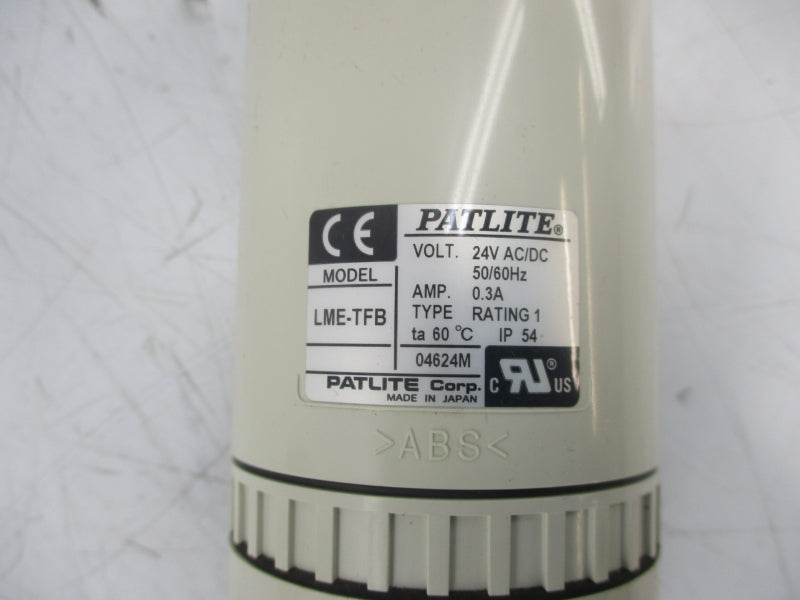 CE
PATLITE®
VOLT. 24V AC/DC
50/60Hz
MODEL
AMP. 0.3A
LME-TFB
TYPE RATING 1
ta 60 ℃ IP 54
04624M
PATLITE Corp.
MADE IN JAPAN
C RU® US
>ABS<